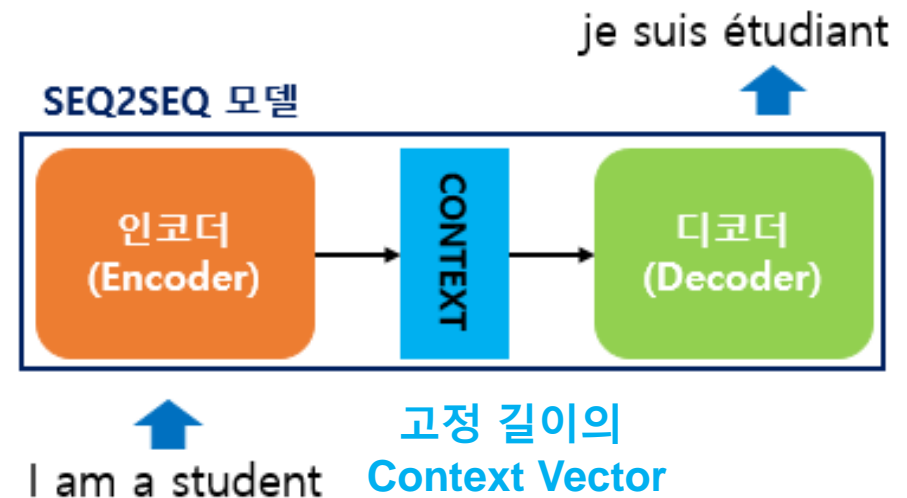 je suis étudiant
SEQ2SEQ 모델
인코더
(Encoder)
CONTEXT
디코더
(Decoder)
I am a student
고정 길이의
Context Vector